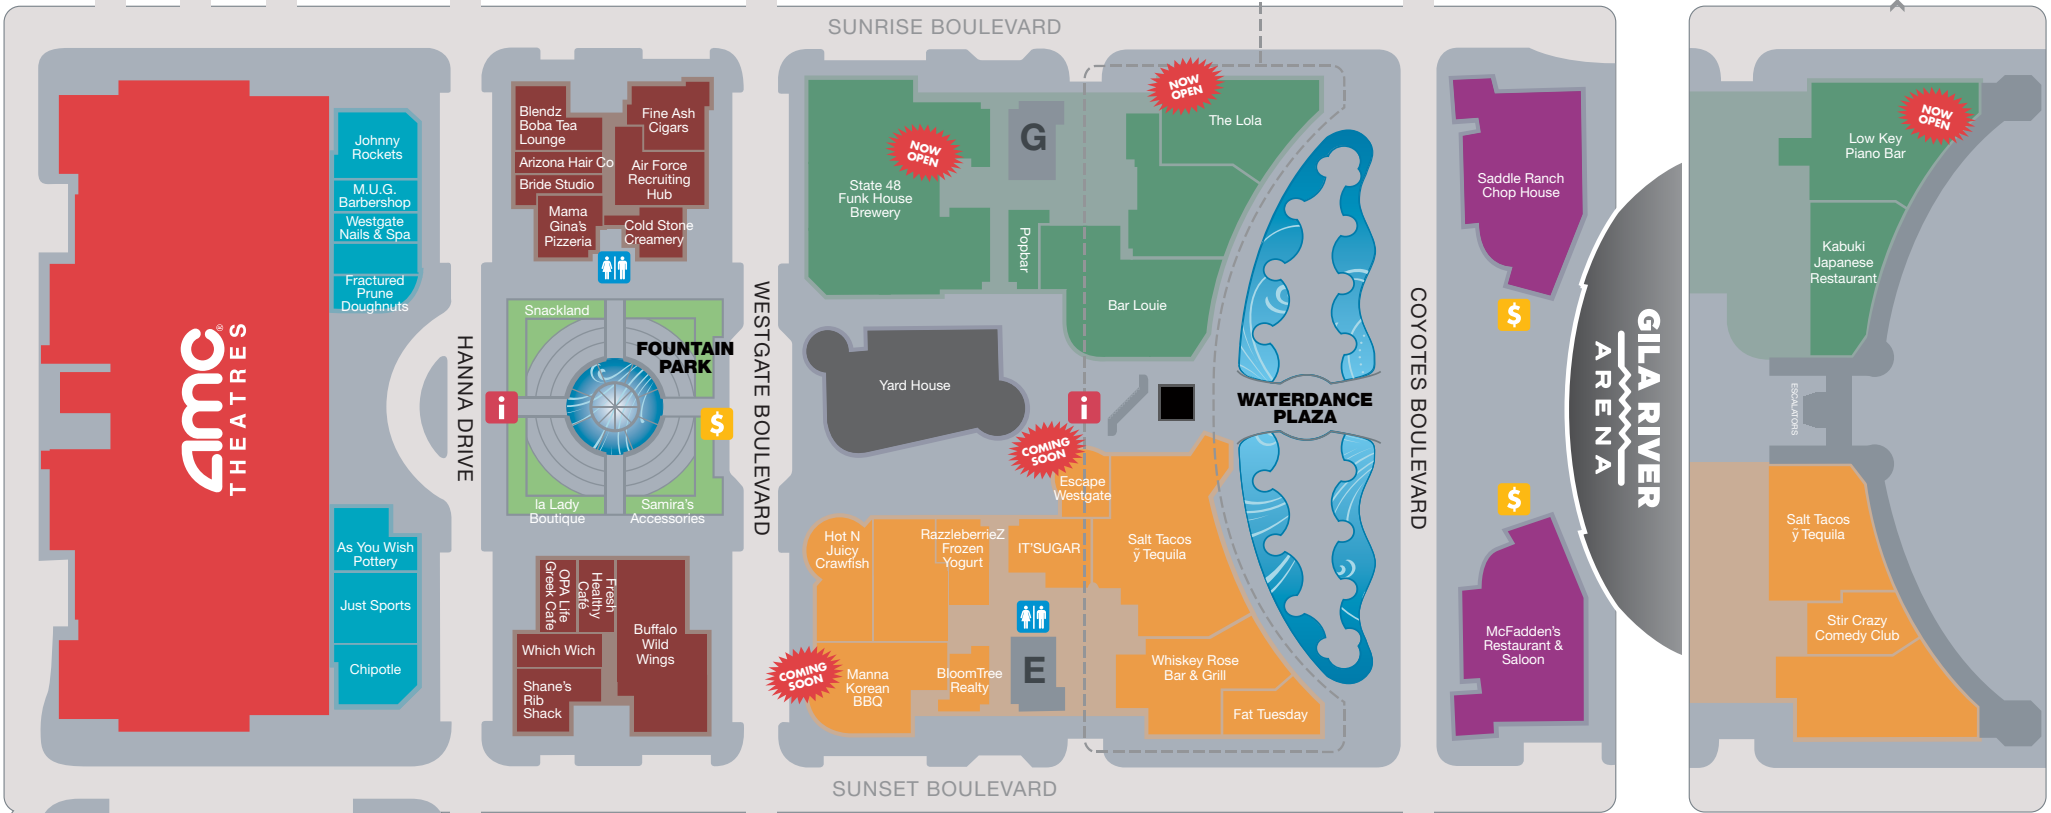 SUNRISE BOULEVARD
amc®
THEATRES
Johnny
Rockets
M.U.G.
Barbershop
Westgate
Nails & Spa
Fractured
Prune
Doughnuts
As You Wish
Pottery
Just Sports
Chipotle
HANNA DRIVE
Blendz
Boba Tea
Lounge
Arizona Hair Co
Bride Studio
Mama
Gina's
Pizzeria
Fine Ash
Cigars
Air Force
Recruiting
Hub
Cold Stone
Creamery
Snackland
FOUNTAIN
PARK
i
$
la Lady
Boutique
Samira's
Accessories
OPA Life
Greek Cafe
Fresh
Healthy
Café
Buffalo
Wild
Wings
Which Wich
Shane's
Rib
Shack
WESTGATE BOULEVARD
NOW
OPEN
State 48
Funk House
Brewery
G
Popbar
NOW
OPEN
The Lola
Bar Louie
Yard House
i
COMING
SOON
Escape
Westgate
WATERDANCE
PLAZA
Hot N
Juicy
Crawfish
RazzleberrieZ
Frozen
Yogurt
IT'SUGAR
Salt Tacos
ȳ Tequila
COMING
SOON
Manna
Korean
BBQ
BloomTree
Realty
E
Whiskey Rose
Bar & Grill
Fat Tuesday
COYOTES BOULEVARD
Saddle Ranch
Chop House
$
$
McFadden's
Restaurant &
Saloon
GILA RIVER
ARENA
NOW
OPEN
Low Key
Piano Bar
Kabuki
Japanese
Restaurant
ESCALATORS
Salt Tacos
ȳ Tequila
Stir Crazy
Comedy Club
SUNSET BOULEVARD